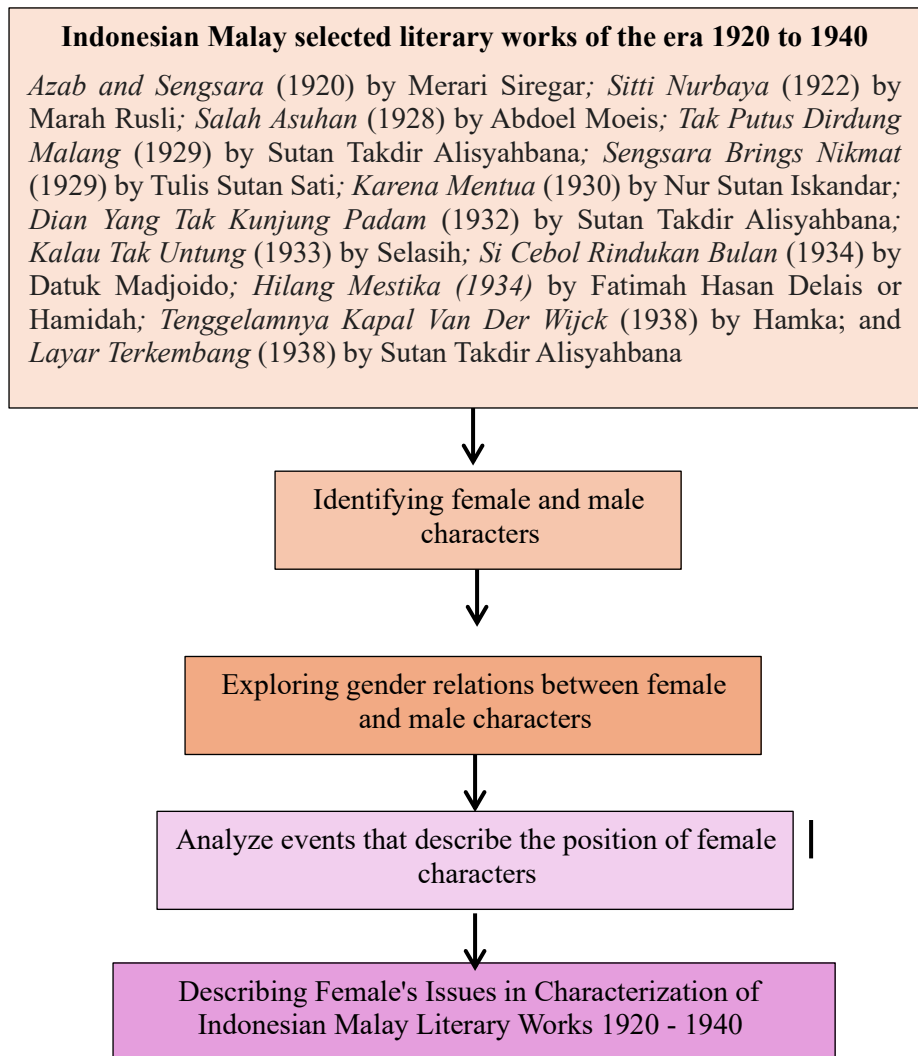 Indonesian Malay selected literary works of the era 1920 to 1940
Azab and Sengsara (1920) by Merari Siregar; Sitti Nurbaya (1922) by
Marah Rusli; Salah Asuhan (1928) by Abdoel Moeis; Tak Putus Dirdung
Malang (1929) by Sutan Takdir Alisyahbana; Sengsara Brings Nikmat
(1929) by Tulis Sutan Sati; Karena Mentua (1930) by Nur Sutan Iskandar;
Dian Yang Tak Kunjung Padam (1932) by Sutan Takdir Alisyahbana;
Kalau Tak Untung (1933) by Selasih; Si Cebol Rindukan Bulan (1934) by
Datuk Madjoido; Hilang Mestika (1934) by Fatimah Hasan Delais or
Hamidah; Tenggelamnya Kapal Van Der Wijck (1938) by Hamka; and
Layar Terkembang (1938) by Sutan Takdir Alisyahbana
Identifying female and male
characters
Exploring gender relations between female
and male characters
Analyze events that describe the position of female
characters
Describing Female's Issues in Characterization of
Indonesian Malay Literary Works 1920 - 1940